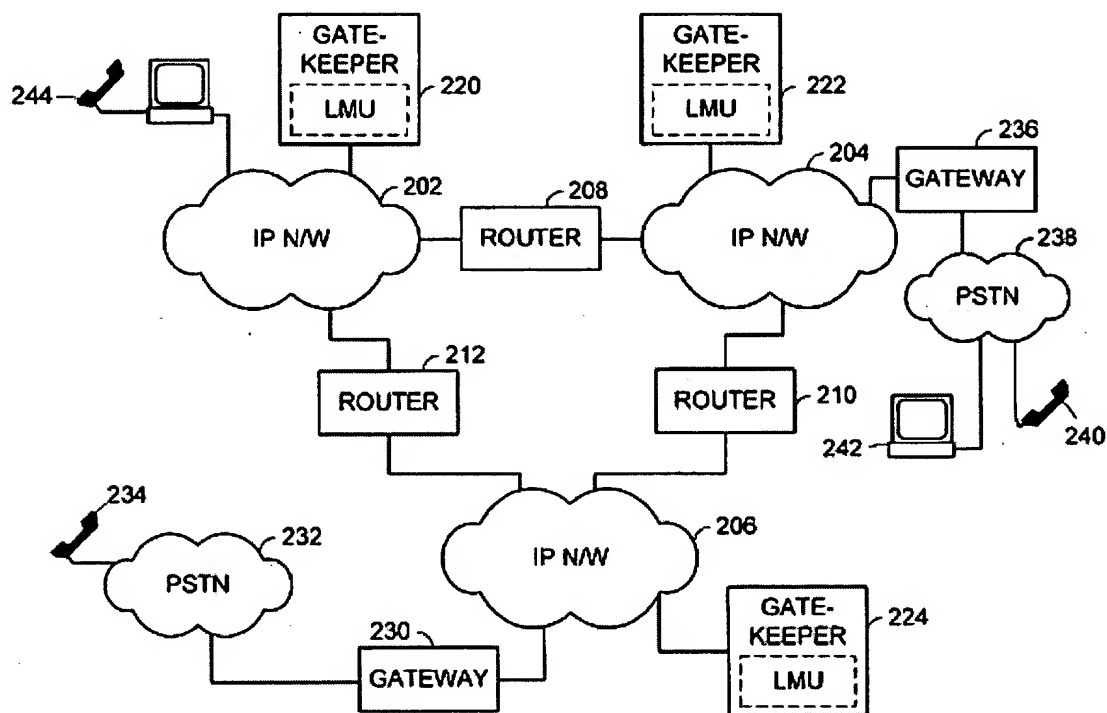 GATE-
KEEPER
LMU
220
GATE-
KEEPER
LMU
222
244
202
IP N/W
208
ROUTER
204
IP N/W
236
GATEWAY
238
PSTN
212
ROUTER
ROUTER
210
242
240
234
232
PSTN
206
IP N/W
230
GATEWAY
GATE-
KEEPER
LMU
224